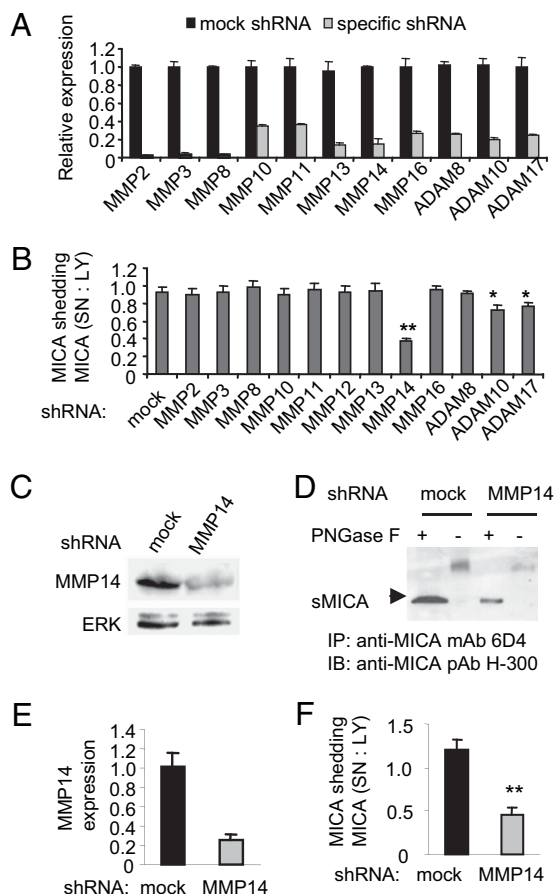 A
mock shRNA specific shRNA
Relative expression
1.2
1.0
0.8
0.6
0.4
0.2
0
MMP2 MMP3 MMP8 MMP10 MMP11 MMP13 MMP14 MMP16 ADAM8 ADAM10 ADAM17
B
MICA shedding
MICA (SN : LY)
1.2
1.0
0.8
0.6
0.4
0
** * *
shRNA: mock MMP2 MMP3 MMP8 MMP10 MMP11 MMP12 MMP13 MMP14 MMP16 ADAM8 ADAM10 ADAM17
C
shRNA mock MMP14
MMP14
ERK
D
shRNA mock MMP14
PNGase F + - + -
sMICA
IP: anti-MICA mAb 6D4
IB: anti-MICA pAb H-300
E
MMP14
expression
1.4
1.2
1.0
0.8
0.6
0.4
0.2
0
shRNA: mock MMP14
F
MICA shedding
MICA (SN : LY)
1.5
1.0
0.5
0
**
shRNA: mock MMP14